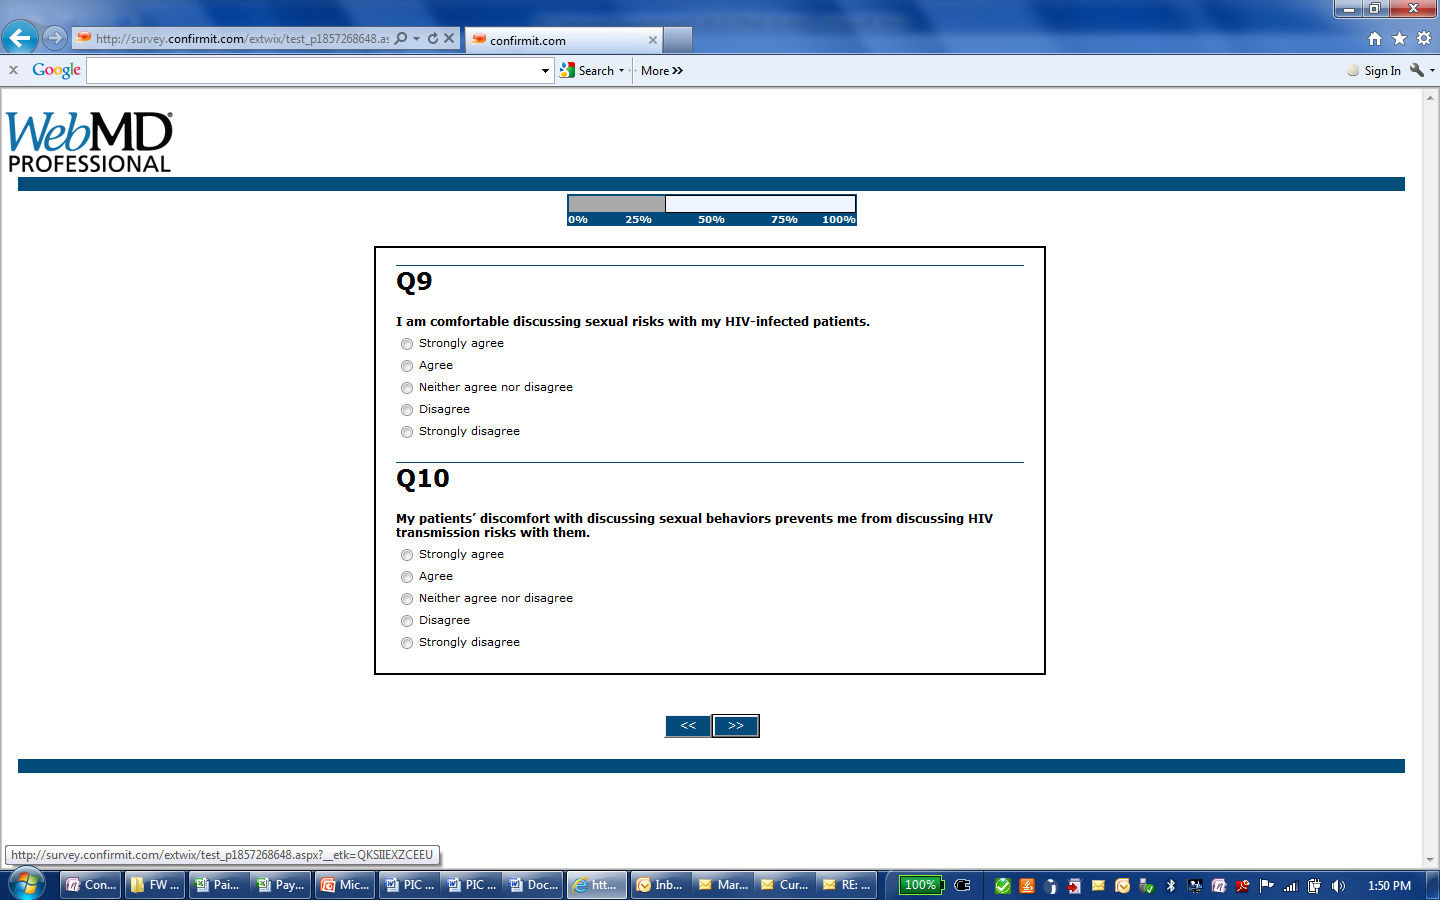 http://survey.confirmit.com/extwix/test_p1857268648.as
confirmit.com
x Google
Search
More »
Sign In
WebMD
PROFESSIONAL
0% 25% 50% 75% 100%
Q9
I am comfortable discussing sexual risks with my HIV-infected patients.
Strongly agree
Agree
Neither agree nor disagree
Disagree
Strongly disagree
Q10
My patients’ discomfort with discussing sexual behaviors prevents me from discussing HIV
transmission risks with them.
Strongly agree
Agree
Neither agree nor disagree
Disagree
Strongly disagree
<< >>
http://survey.confirmit.com/extwix/test_p1857268648.aspx?__etk=QKSIIEXZCEEU
Con... FW ... Pai... Pay... Mic... PIC ... PIC ... Doc... htt... Inb... Mar... Cur... RE: ... 100% 1:50 PM